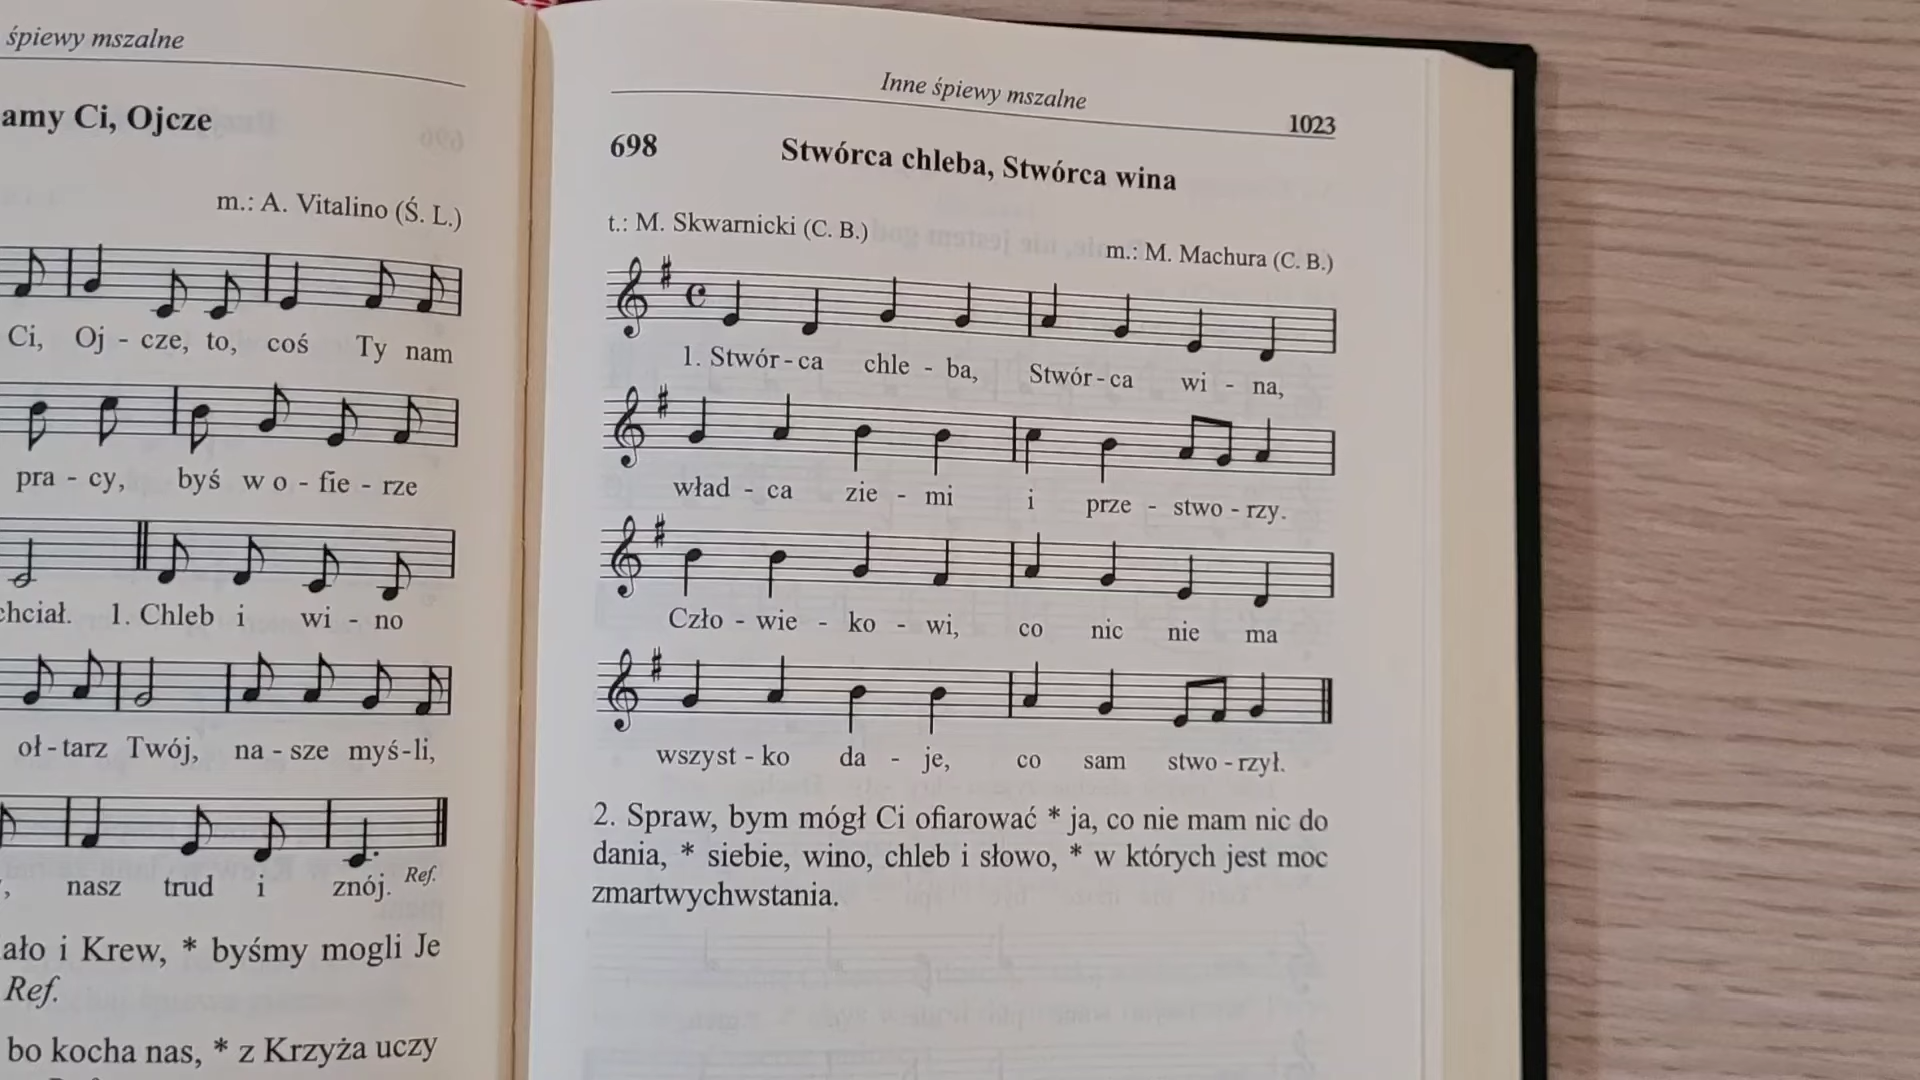 śpiewy mszalne
amy Ci, Ojcze
m.: A. Vitalino (Ś. L.)
Ci, Oj - cze, to, coś Ty nam
pra - cy, byś w o - fie - rze
chciał. 1. Chleb i wi - no
oł - tarz Twój, na - sze myś - li,
nasz trud i znój. Ref.
ało i Krew, * byśmy mogli Je
Ref.
bo kocha nas, * z Krzyża uczy
Inne śpiewy mszalne 1023
698 Stwórca chleba, Stwórca wina
t.: M. Skwarnicki (C. B.)
m.: M. Machura (C. B.)
1. Stwór - ca chle - ba, Stwór - ca wi - na,
wład - ca zie - mi i prze - stwo - rzy.
Czło - wie - ko - wi, co nic nie ma
wszyst - ko da - je, co sam stwo - rzył.
2. Spraw, bym mógł Ci ofiarować * ja, co nie mam nic do
dania, * siebie, wino, chleb i słowo, * w których jest moc
zmartwychwstania.